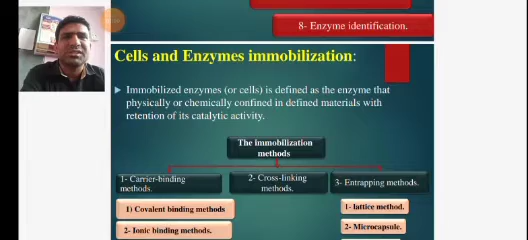 8- Enzyme identification.
Cells and Enzymes immobilization:
Immobilized enzymes (or cells) is defined as the enzyme that
physically or chemically confined in defined materials with
retention of its catalytic activity.
The immobilization
methods
1- Carrier-binding
methods.
2- Cross-linking
methods.
3- Entrapping methods.
1) Covalent binding methods
2- Ionic binding methods.
1- lattice method.
2- Microcapsule.